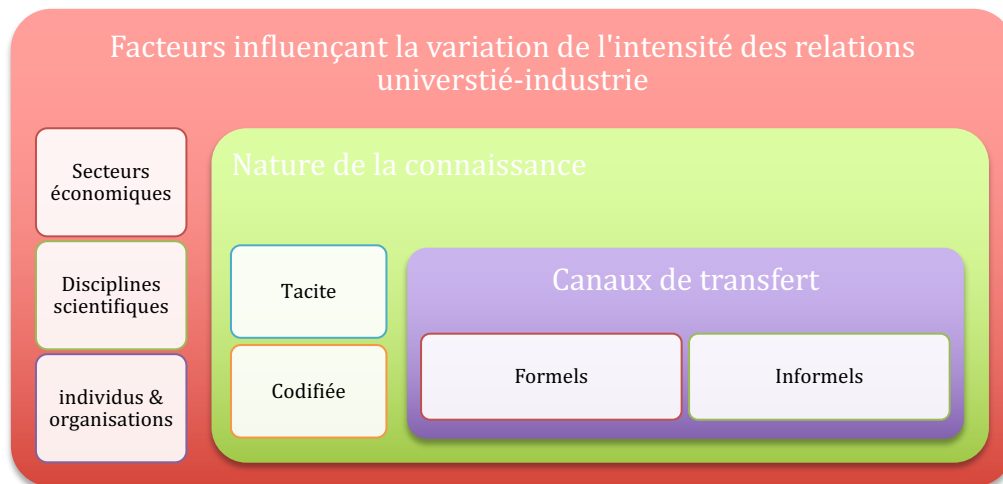 Facteurs influençant la variation de l'intensité des relations
universtié-industrie
Secteurs
économiques
Disciplines
scientifiques
individus &
organisations
Nature de la connaissance
Tacite
Codifiée
Canaux de transfert
Formels
Informels